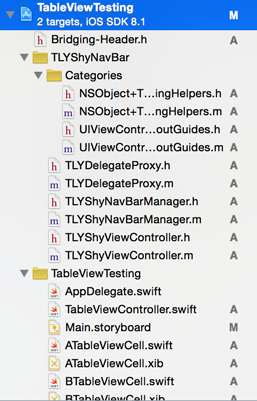 TableViewTesting M
2 targets, iOS SDK 8.1
Bridging-Header.h A
TLYShyNavBar
Categories
NSObject+T...ingHelpers.h A
NSObject+T...ngHelpers.m A
UIViewContr...outGuides.h A
UIViewContr...outGuides.m A
TLYDelegateProxy.h A
TLYDelegateProxy.m A
TLYShyNavBarManager.h A
TLYShyNavBarManager.m A
TLYShyViewController.h A
TLYShyViewController.m A
TableViewTesting
AppDelegate.swift
TableViewController.swift A
Main.storyboard M
ATableViewCell.swift A
ATableViewCell.xib A
BTableViewCell.swift A
BTableViewCell.xib A